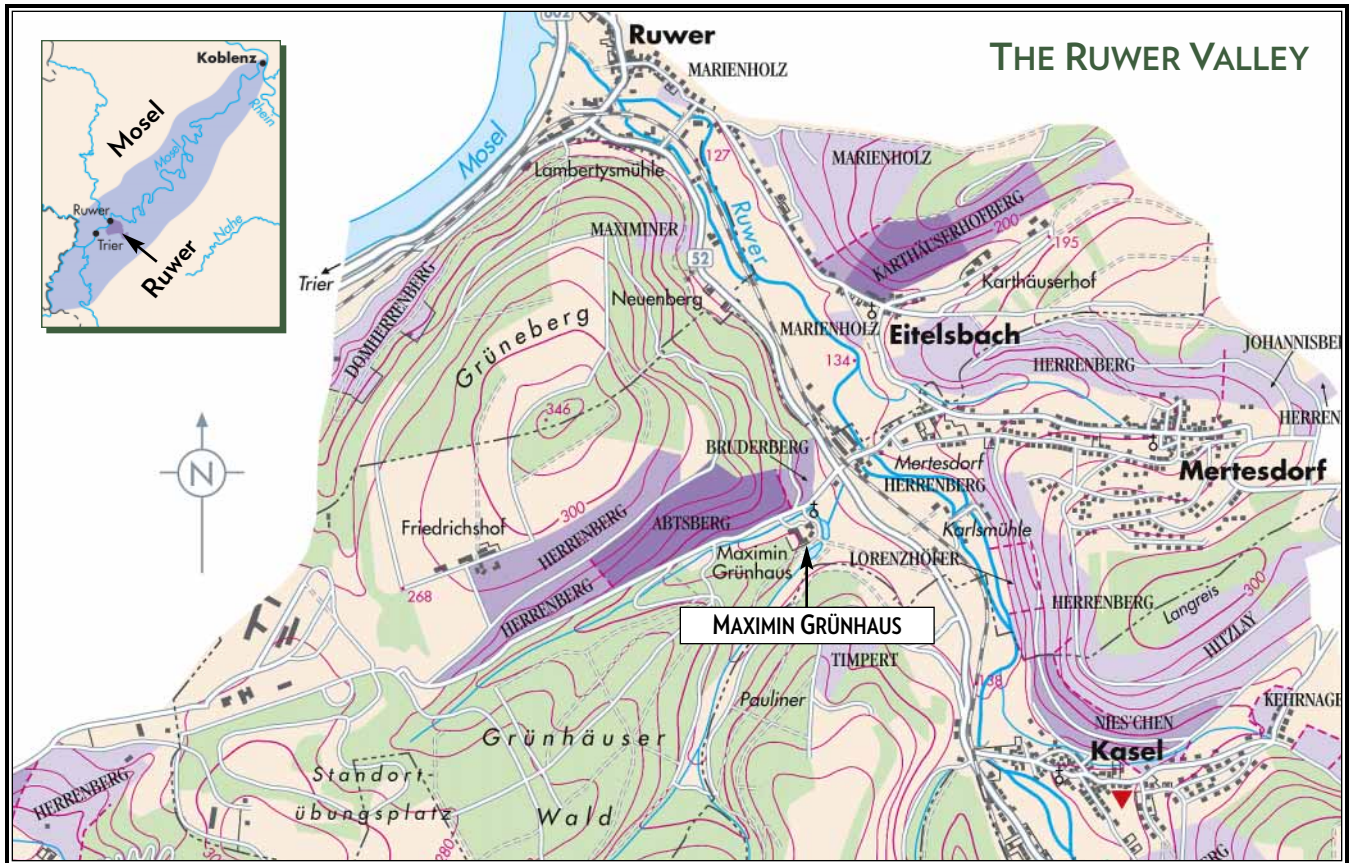 THE RUWER VALLEY
Koblenz
Rhein
Mosel
Mosel
Nahe
Ruwer
Trier
Ruwer
602
Ruwer
MARIENHOLZ
Mosel
127
MARIENHOLZ
Lambertysmühle
Ruwer
KARTHÄUSERHOFBERG
200
195
MAXIMINER
52
Karthäuserhof
Trier
Neuenberg
DOMHERRENBERG
Grüneberg
MARIENHOLZ
Eitelsbach
134
HERRENBERG
JOHANNISBE
HERREN
346
N
BRUDERBERG
Mertesdorf
Mertesdorf
HERRENBERG
300
ABTSBERG
Friedrichshof
HERRENBERG
Karlsmühle
Maximin
Grünhaus
LORENZHÖFER
268
HERRENBERG
HERRENBERG
Langreis
300
HITZLAY
MAXIMIN GRÜNHAUS
TIMPERT
138
Pauliner
KEHRNAGE
NIES'CHEN
Kasel
Grünhäuser
Wald
Standort-
übungsplatz
HERRENBERG
280
30
BERG